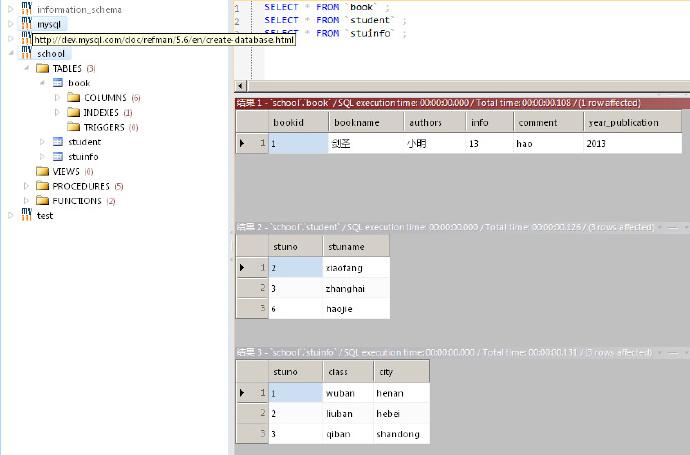 information_schema
mysql
http://dev.mysql.com/doc/refman/5.6/en/create-database.html
school
TABLES (3)
book
COLUMNS (6)
INDEXES (1)
TRIGGERS (0)
student
stuinfo
VIEWS (0)
PROCEDURES (5)
FUNCTIONS (2)
test
SELECT * FROM `book` ;
2 SELECT * FROM `student` ;
3 SELECT * FROM `stuinfo` ;
结果 1 - `school`.`book` / SQL execution time: 00:00:00.000 / Total time: 00:00:00.108 / (1 row affected)
bookid bookname authors info comment year_publication
1 1 剑圣 小明 13 hao 2013
结果 2 - `school`.`student` / SQL execution time: 00:00:00.000 / Total time: 00:00:00.126 / (3 rows affected)
stuno stuname
1 2 xiaofang
2 3 zhanghai
3 6 haojie
结果 3 - `school`.`stuinfo` / SQL execution time: 00:00:00.000 / Total time: 00:00:00.131 / (3 rows affected)
stuno class city
1 1 wuban henan
2 2 liuban hebei
3 3 qiban shandong